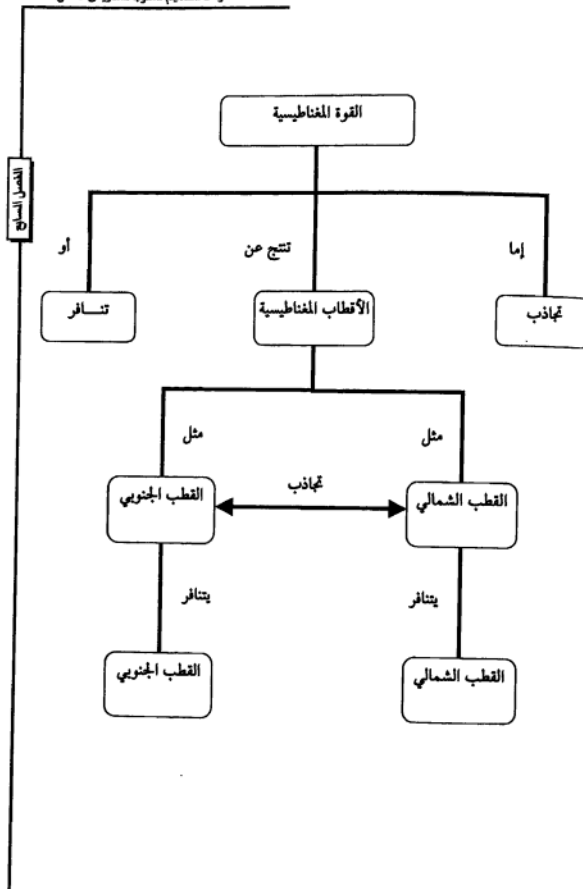 الفصل السابع
القوة المغناطيسية
إما
تنتج عن
أو
تجاذب
الأقطاب المغناطيسية
تنــافر
مثل
مثل
القطب الشمالي
تجاذب
القطب الجنوبي
يتنافر
يتنافر
القطب الشمالي
القطب الجنوبي